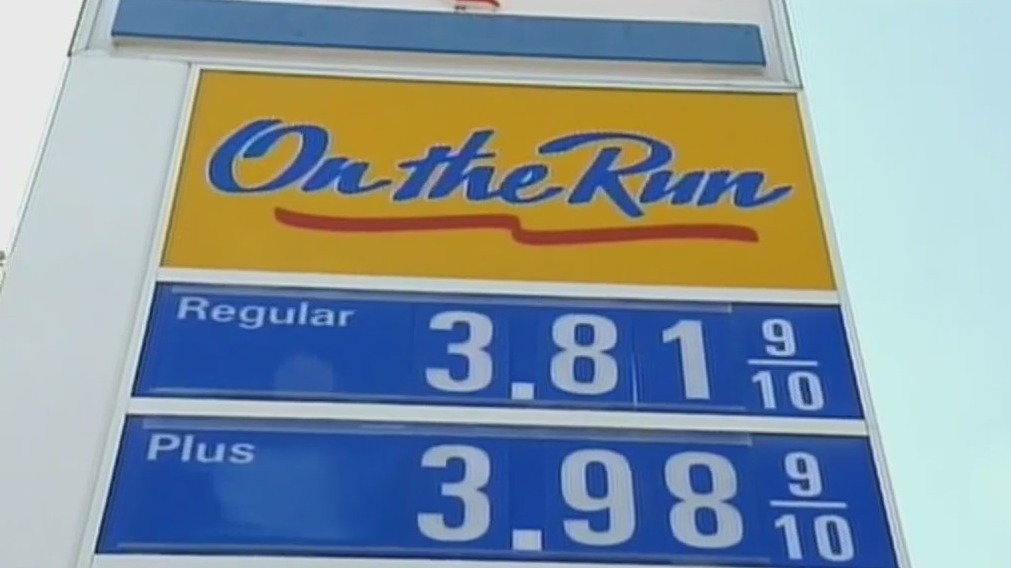 On the Run
Regular 3.81 9/10
Plus 3.98 9/10